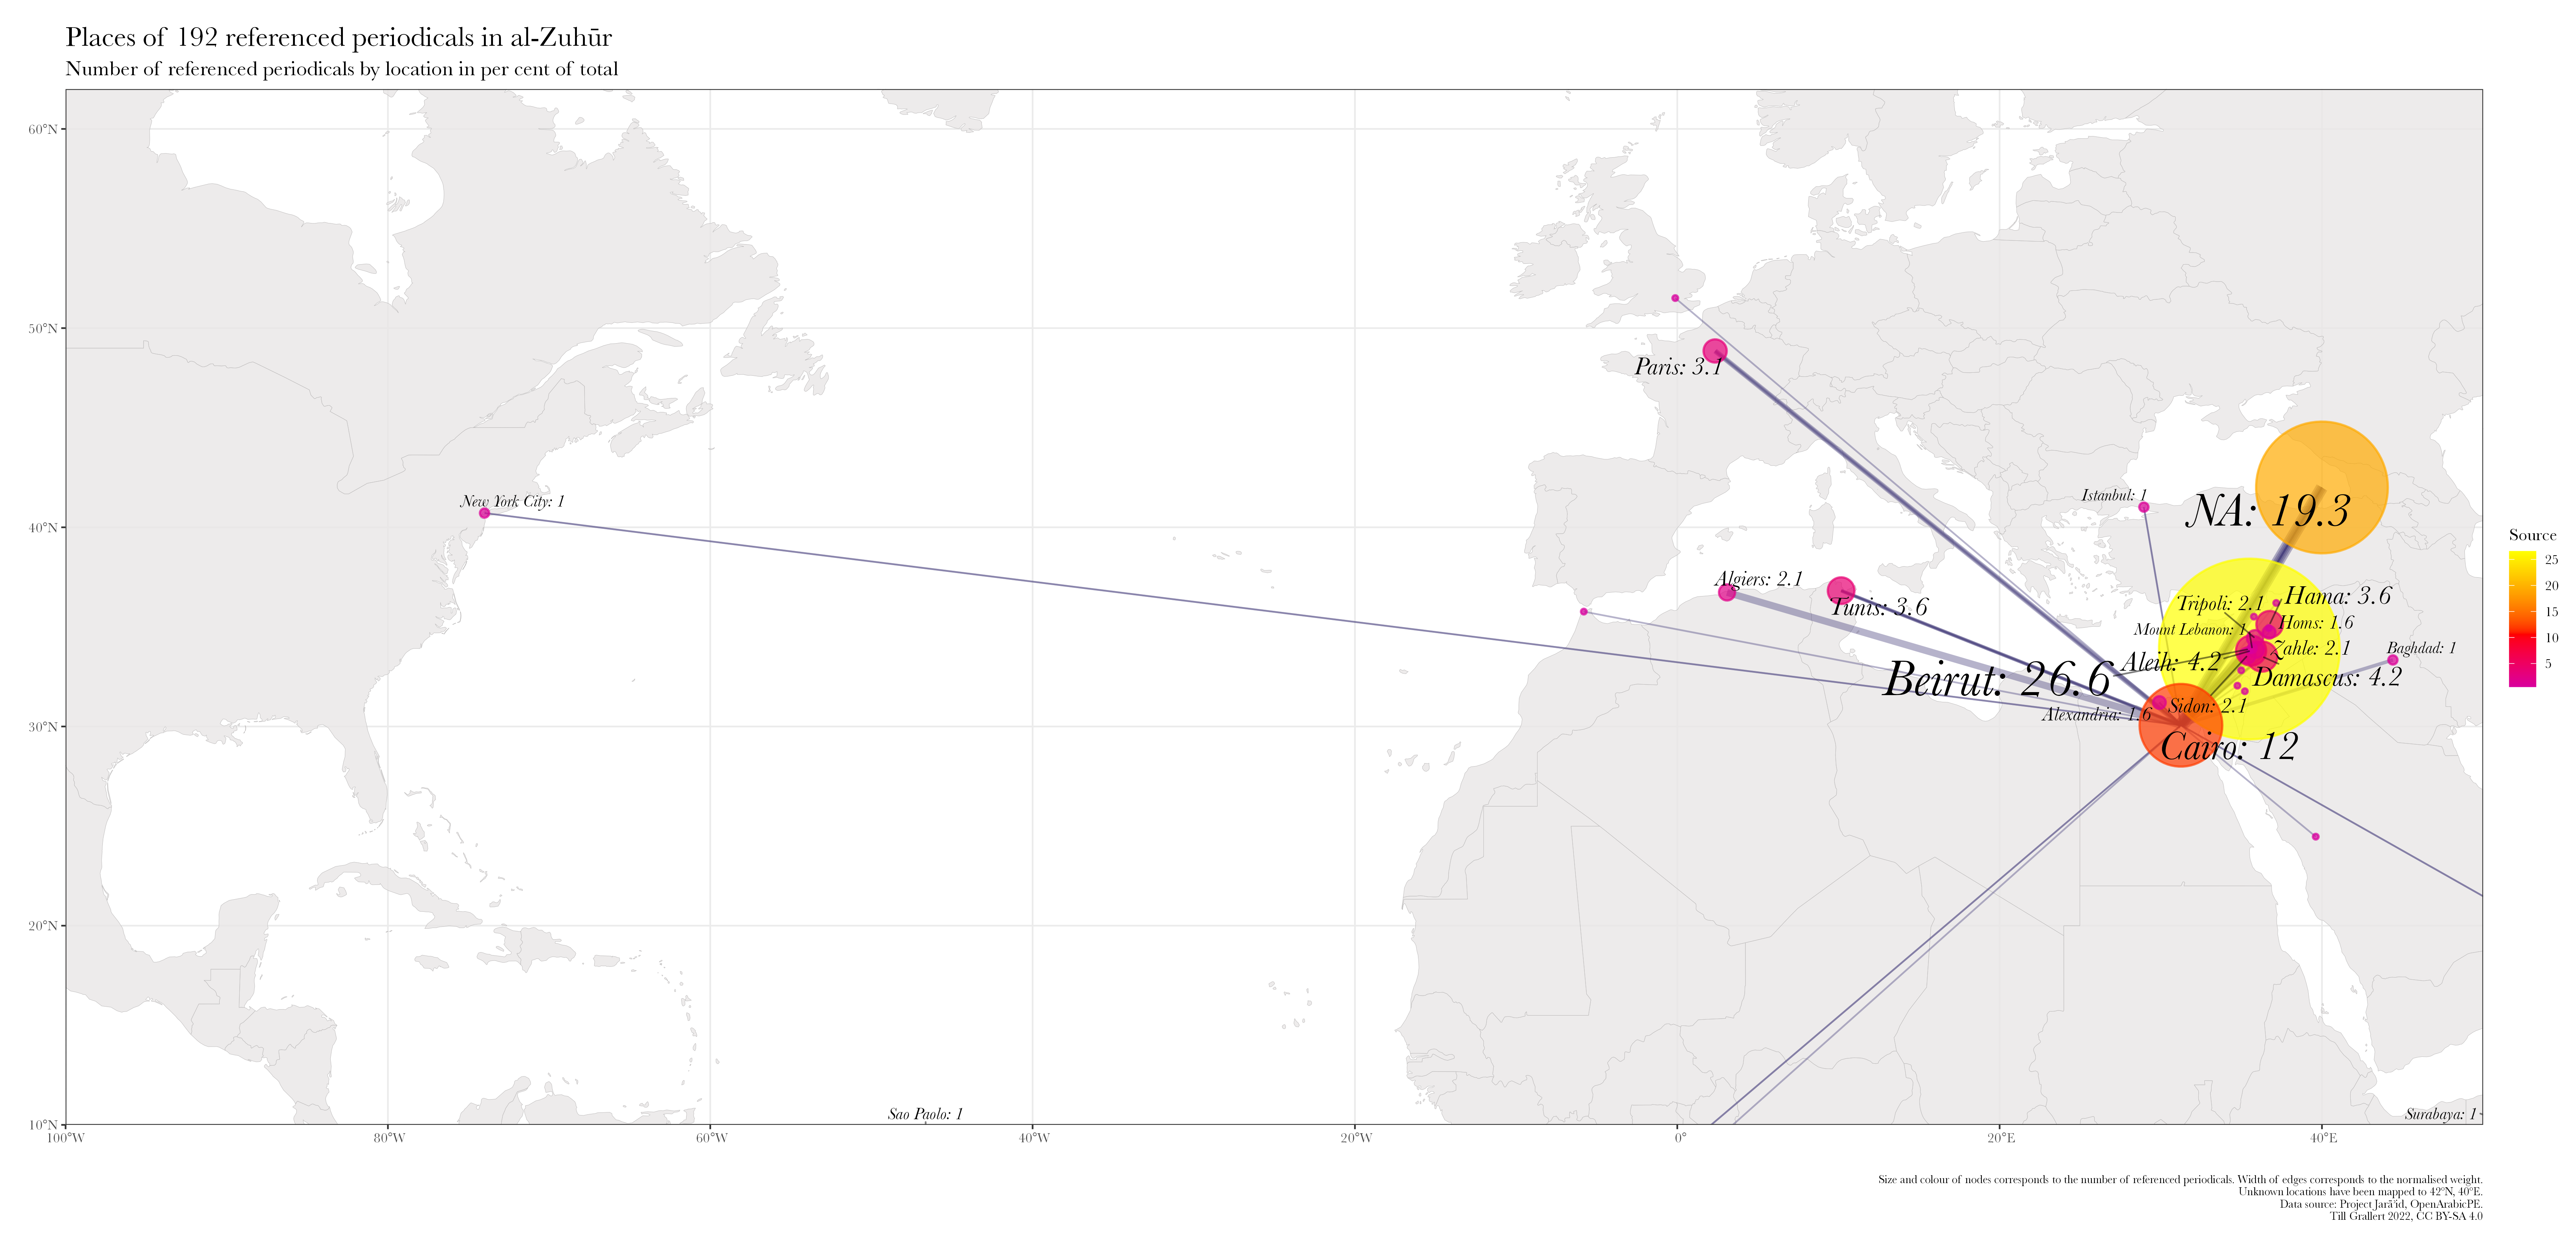 Places of 192 referenced periodicals in al-Zuhūr
Number of referenced periodicals by location in per cent of total
60°N
50°N
40°N
30°N
20°N
10°N
100°W
80°W
60°W
40°W
20°W
0°
20°E
40°E
Paris: 3.1
New York City: 1
Istanbul: 1
NA: 19.3
Algiers: 2.1
Tunis: 3.6
Tripoli: 2.1
Hama: 3.6
Mount Lebanon: 1
Homs: 1.6
Zahle: 2.1
Baghdad: 1
Aleih: 4.2
Beirut: 26.6
Damascus: 4.2
Sidon: 2.1
Alexandria: 1.6
Cairo: 12
Sao Paolo: 1
Surabaya: 1
Source
25
20
15
10
5
Size and colour of nodes corresponds to the number of referenced periodicals. Width of edges corresponds to the normalised weight.
Unknown locations have been mapped to 42°N, 40°E.
Data source: Project Jarāʾid, OpenArabicPE.
Till Grallert 2022, CC BY-SA 4.0